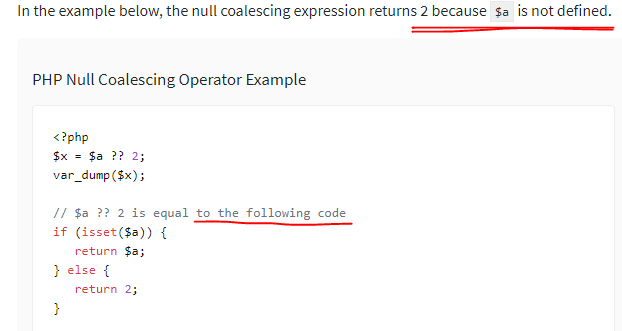 In the example below, the null coalescing expression returns 2 because $a is not defined.
PHP Null Coalescing Operator Example
<?php
$x = $a ?? 2;
var_dump($x);
// $a ?? 2 is equal to the following code
if (isset($a)) {
return $a;
} else {
return 2;
}